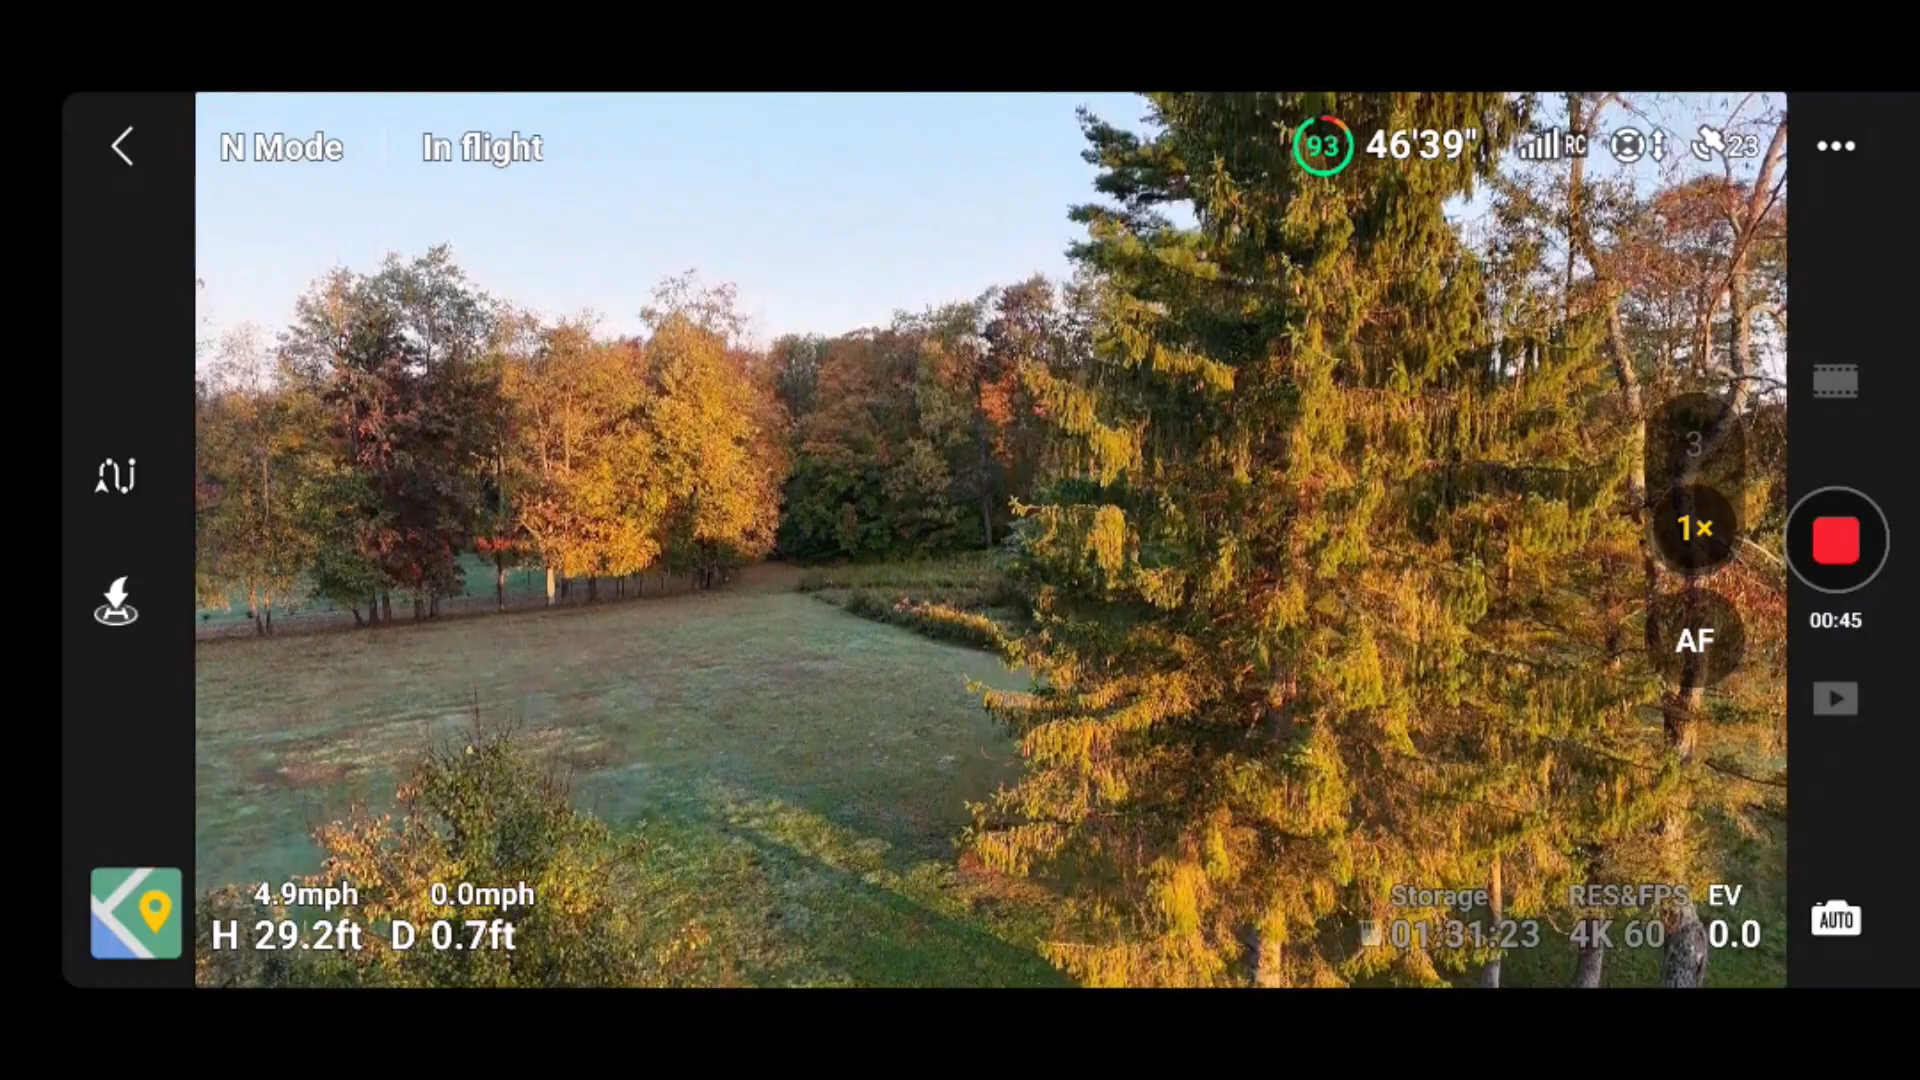 N Mode In flight 93 46'39" RC 23
3
1×
00:45
AF
4.9mph 0.0mph Storage RES&FPS EV
H 29.2ft D 0.7ft 01:31:23 4K 60 0.0 AUTO